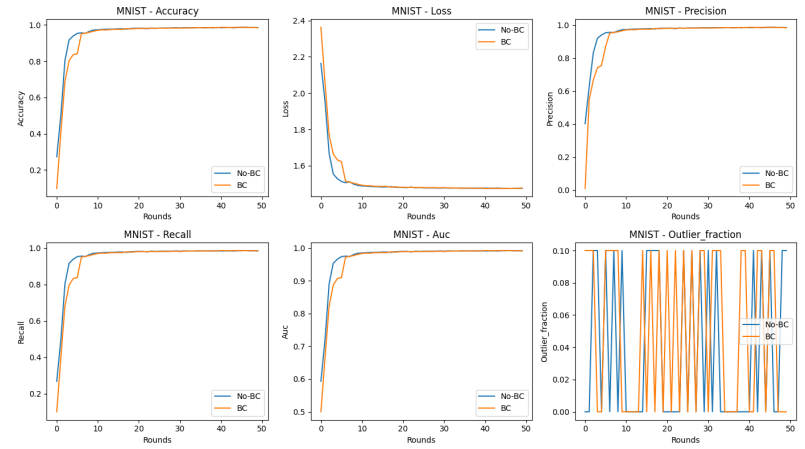 MNIST - Accuracy
1.0
0.8
0.6
0.4
0.2
Accuracy
No-BC
BC
0 10 20 30 40 50
Rounds
MNIST - Loss
2.4
2.2
2.0
1.8
1.6
Loss
No-BC
BC
0 10 20 30 40 50
Rounds
MNIST - Precision
1.0
0.8
0.6
0.4
0.2
0.0
Precision
No-BC
BC
0 10 20 30 40 50
Rounds
MNIST - Recall
1.0
0.8
0.6
0.4
0.2
Recall
No-BC
BC
0 10 20 30 40 50
Rounds
MNIST - Auc
1.0
0.9
0.8
0.7
0.6
0.5
Auc
No-BC
BC
0 10 20 30 40 50
Rounds
MNIST - Outlier_fraction
0.10
0.08
0.06
0.04
0.02
0.00
Outlier_fraction
No-BC
BC
0 10 20 30 40 50
Rounds